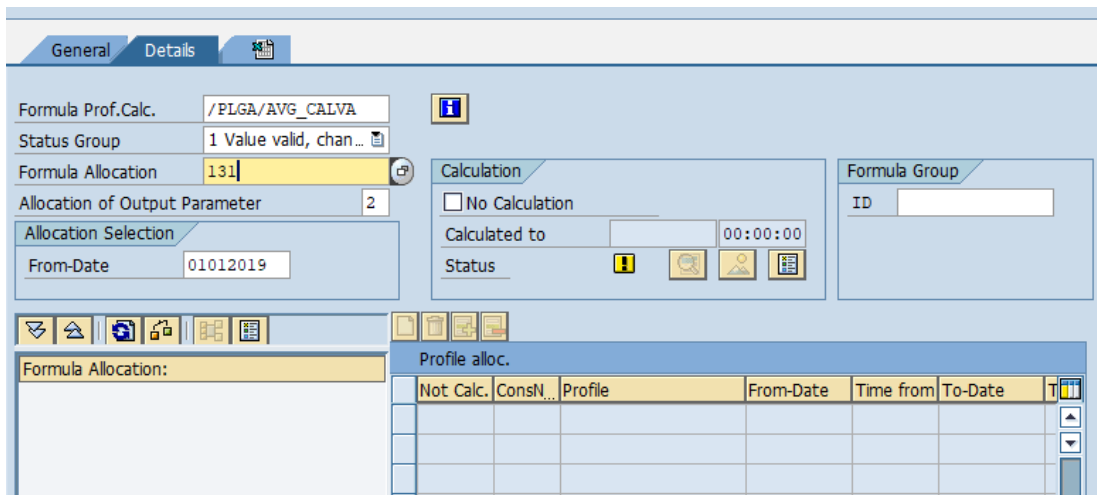 General Details
Formula Prof.Calc. /PLGA/AVG_CALVA
Status Group 1 Value valid, chan...
Formula Allocation 131
Allocation of Output Parameter 2
Allocation Selection
From-Date 01012019
Calculation
No Calculation
Calculated to 00:00:00
Status
Formula Group
ID
Formula Allocation:
Profile alloc.
Not Calc. ConsN... Profile From-Date Time from To-Date T